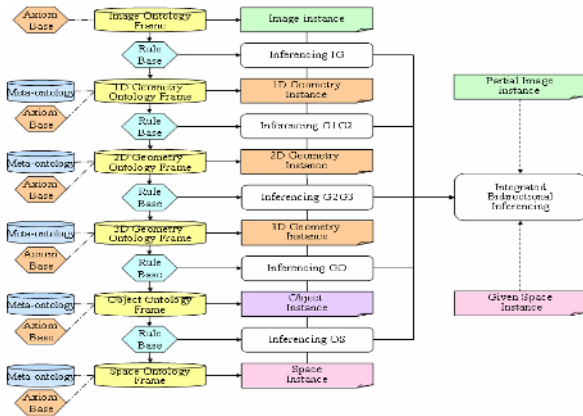 Axiom
Base
Image Ontology
Frame
Image instance
Rule
Base
Inferencing IG
Meta-ontology
Axiom
Base
1D Geometry
Ontology Frame
1D Geometry
Instance
Partial Image
instance
Rule
Base
Inferencing G1G2
Meta-ontology
Axiom
Base
2D Geometry
Ontology Frame
2D Geometry
Instance
Rule
Base
Inferencing G2G3
Integrated
Bidirectional
Inferencing
Meta-ontology
Axiom
Base
3D Geometry
Ontology Frame
3D Geometry
Instance
Rule
Base
Inferencing GO
Meta-ontology
Axiom
Base
Object Ontology
Frame
Object
Instance
Given Space
Instance
Rule
Base
Inferencing OS
Meta-ontology
Axiom
Base
Space Ontology
Frame
Space
Instance